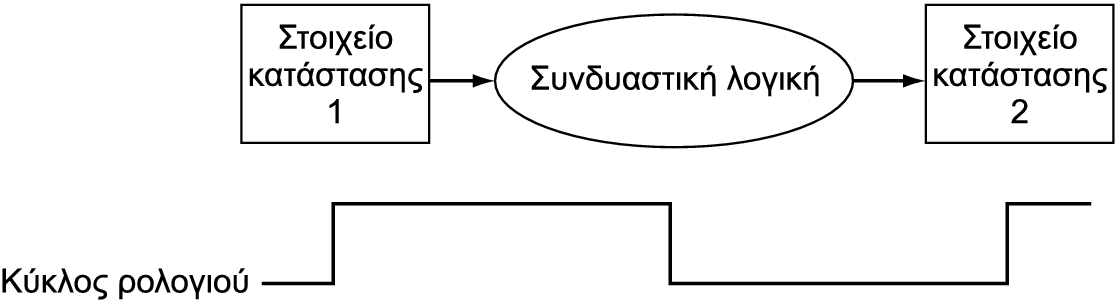 Στοιχείο
κατάστασης
1
Συνδυαστική λογική
Στοιχείο
κατάστασης
2
Κύκλος ρολογιού